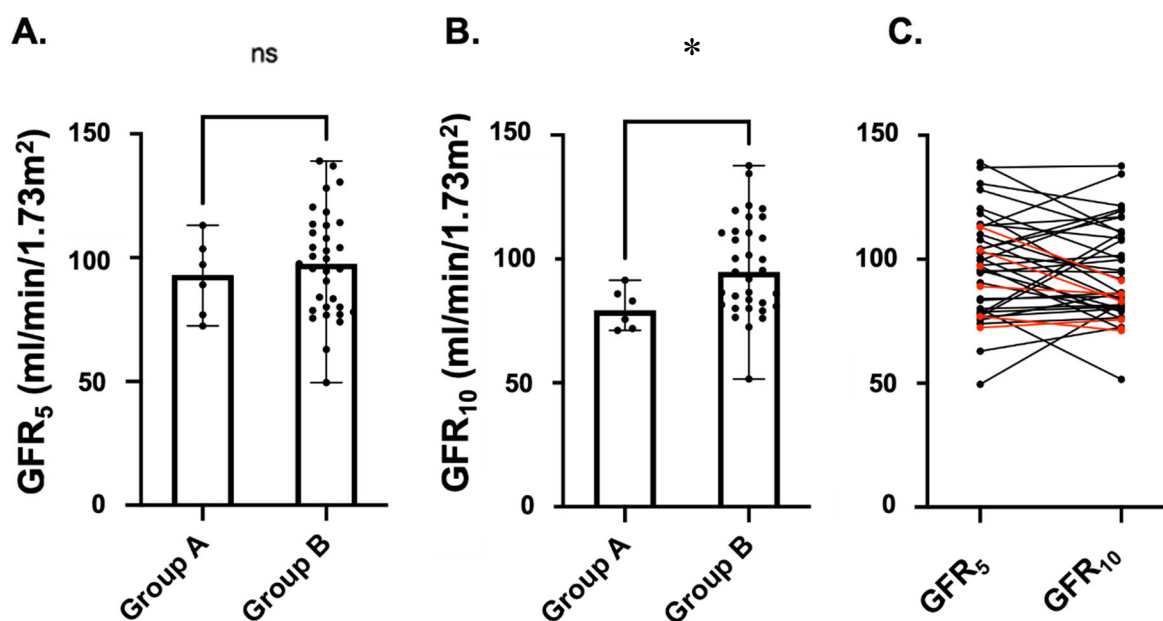 A.
ns
GFR₅ (ml/min/1.73m²)
150
100
50
0
Group A
Group B
B.
*
GFR₁₀ (ml/min/1.73m²)
150
100
50
0
Group A
Group B
C.
150
100
50
0
GFR₅
GFR₁₀